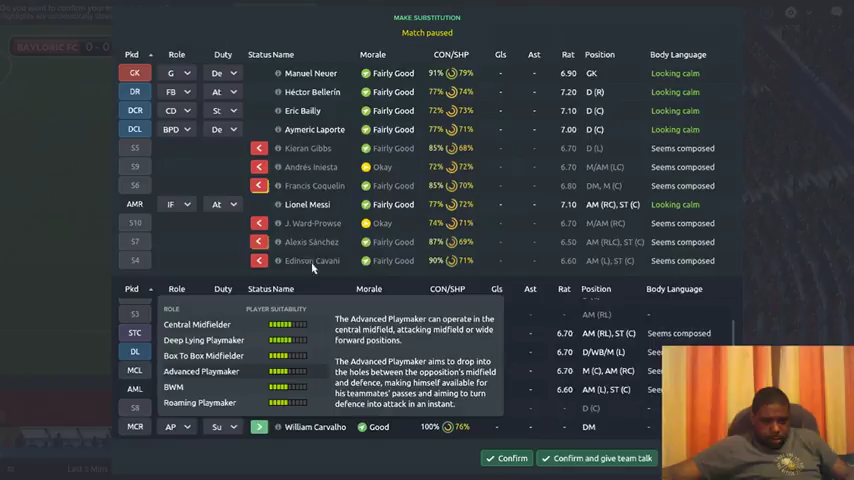 MAKE SUBSTITUTION
Match paused
BAYLORIC FC 0 - 0
Pkd Role Duty Status Name Morale CON/SHP Gls Ast Rat Position Body Language
GK G De Manuel Neuer Fairly Good 91% 79% - - 6.90 GK Looking calm
DR FB At Héctor Bellerín Fairly Good 77% 74% - - 7.20 D (R) Looking calm
DCR CD St Eric Bailly Fairly Good 72% 73% - - 7.10 D (C) Looking calm
DCL BPD De Aymeric Laporte Fairly Good 77% 71% - - 7.00 D (C) Looking calm
S5 Kieran Gibbs Fairly Good 85% 68% - - 6.70 D (L) Seems composed
S9 Andrés Iniesta Okay 72% 72% - - 6.70 M/AM (LC) Seems composed
S6 Francis Coquelin Fairly Good 85% 70% - - 6.80 DM, M (C) Seems composed
AMR IF At Lionel Messi Fairly Good 77% 72% - - 7.10 AM (RC), ST (C) Looking calm
S10 J. Ward-Prowse Okay 74% 71% - - 6.70 M/AM (RC) Seems composed
S7 Alexis Sánchez Fairly Good 87% 69% - - 6.50 AM (RLC), ST (C) Seems composed
S4 Edinson Cavani Fairly Good 90% 71% - - 6.60 AM (L), ST (C) Seems composed
Pkd Role Duty Status Name Morale CON/SHP Gls Ast Rat Position Body Language
S3 - - - AM (RL) -
STC - - 6.70 AM (RL), ST (C) Seems composed
DL - - 6.70 D/WB/M (L)
MCL - - 6.70 M (C), AM (RC)
AML - - 6.60 AM (L), ST (C)
S8 - - - D (C)
MCR AP Su William Carvalho Good 100% 76% - - - DM
ROLE PLAYER SUITABILITY
Central Midfielder
Deep Lying Playmaker
Box To Box Midfielder
Advanced Playmaker
BWM
Roaming Playmaker
The Advanced Playmaker can operate in the
central midfield, attacking midfield or wide
forward positions.
The Advanced Playmaker aims to drop into
the holes between the opposition's midfield
and defence, making himself available for
his teammates' passes and aiming to turn
defence into attack in an instant.
Confirm Confirm and give team talk
Last 5 Mins